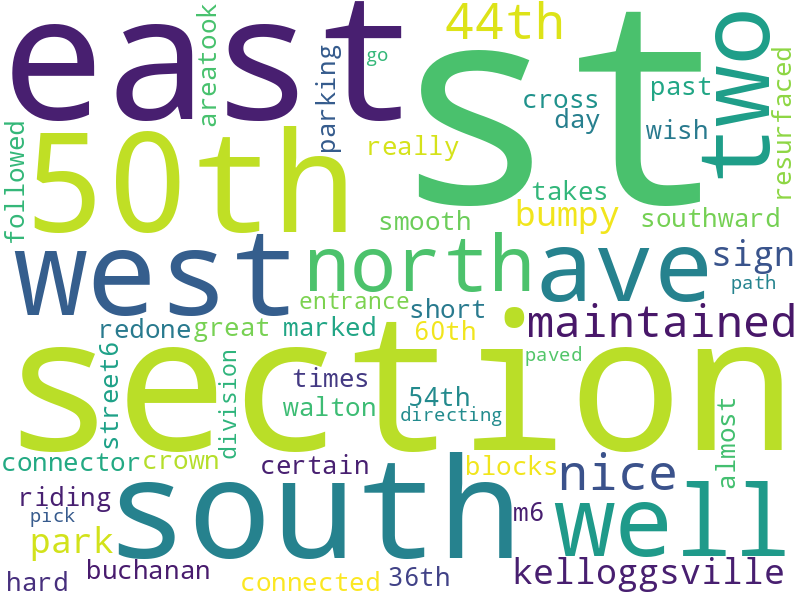 east
st
44th
two
areatook
parking
go
cross
past
day
wish
resurfaced
followed
50th
really
takes
smooth
bumpy
southward
west
north
ave
sign
path
entrance
short
maintained
redone
great
marked
60th
section
paved
street6
division
times
walton
54th
directing
almost
connector
crown
certain
blocks
nice
south
well
riding
pick
m6
park
buchanan
hard
connected
36th
kelloggsville